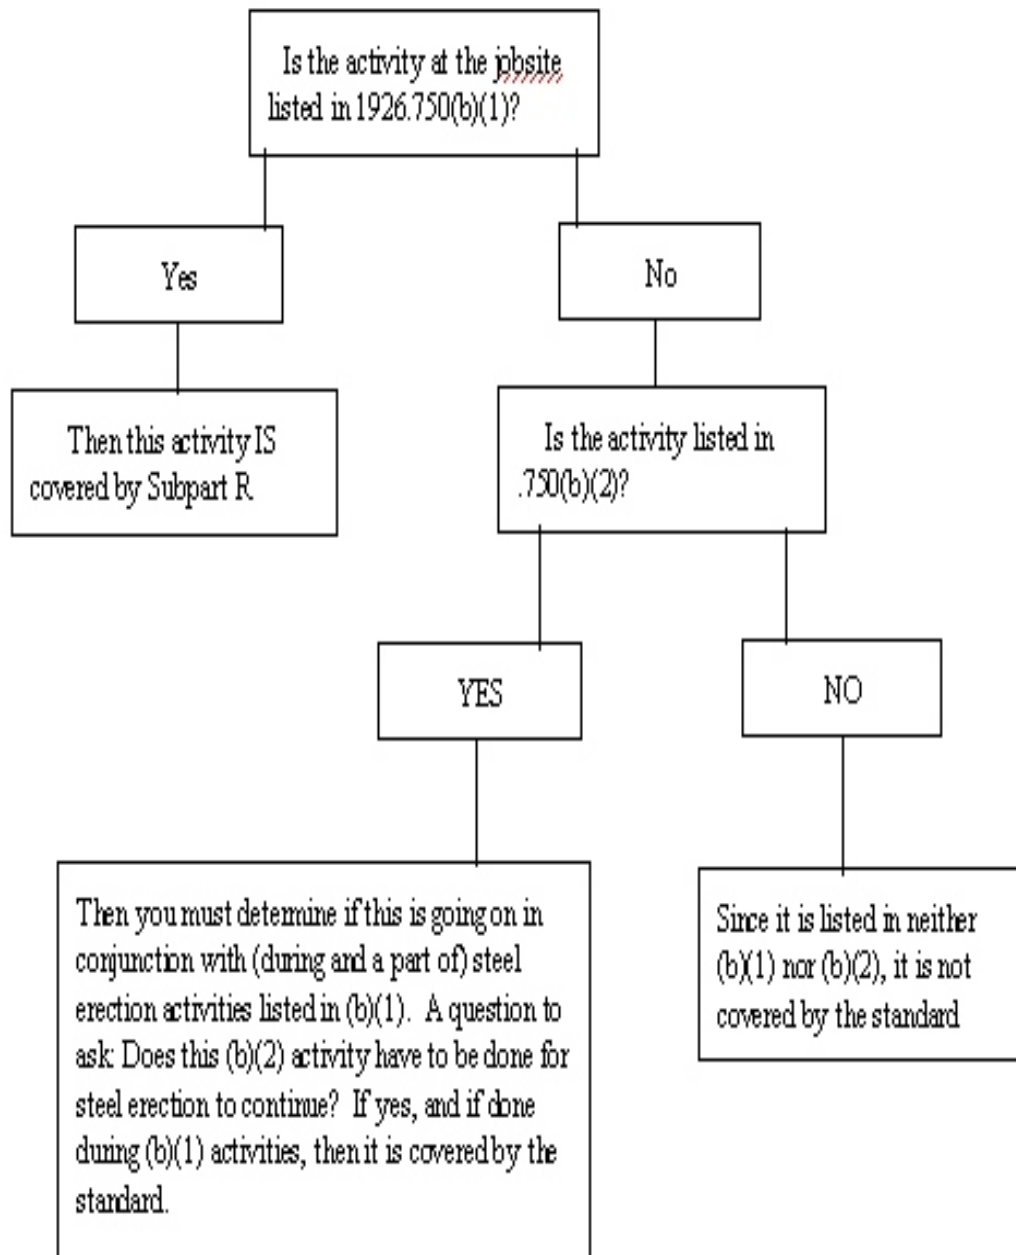 Is the activity at the jobsite
listed in 1926.750(b)(1)?
Yes
No
Then this activity IS
covered by Subpart R
Is the activity listed in
.750(b)(2)?
YES
NO
Then you must determine if this is going on in
conjunction with (during and a part of) steel
erection activities listed in (b)(1). A question to
ask: Does this (b)(2) activity have to be done for
steel erection to continue? If yes, and if done
during (b)(1) activities, then it is covered by the
standard.
Since it is listed in neither
(b)(1) nor (b)(2), it is not
covered by the standard